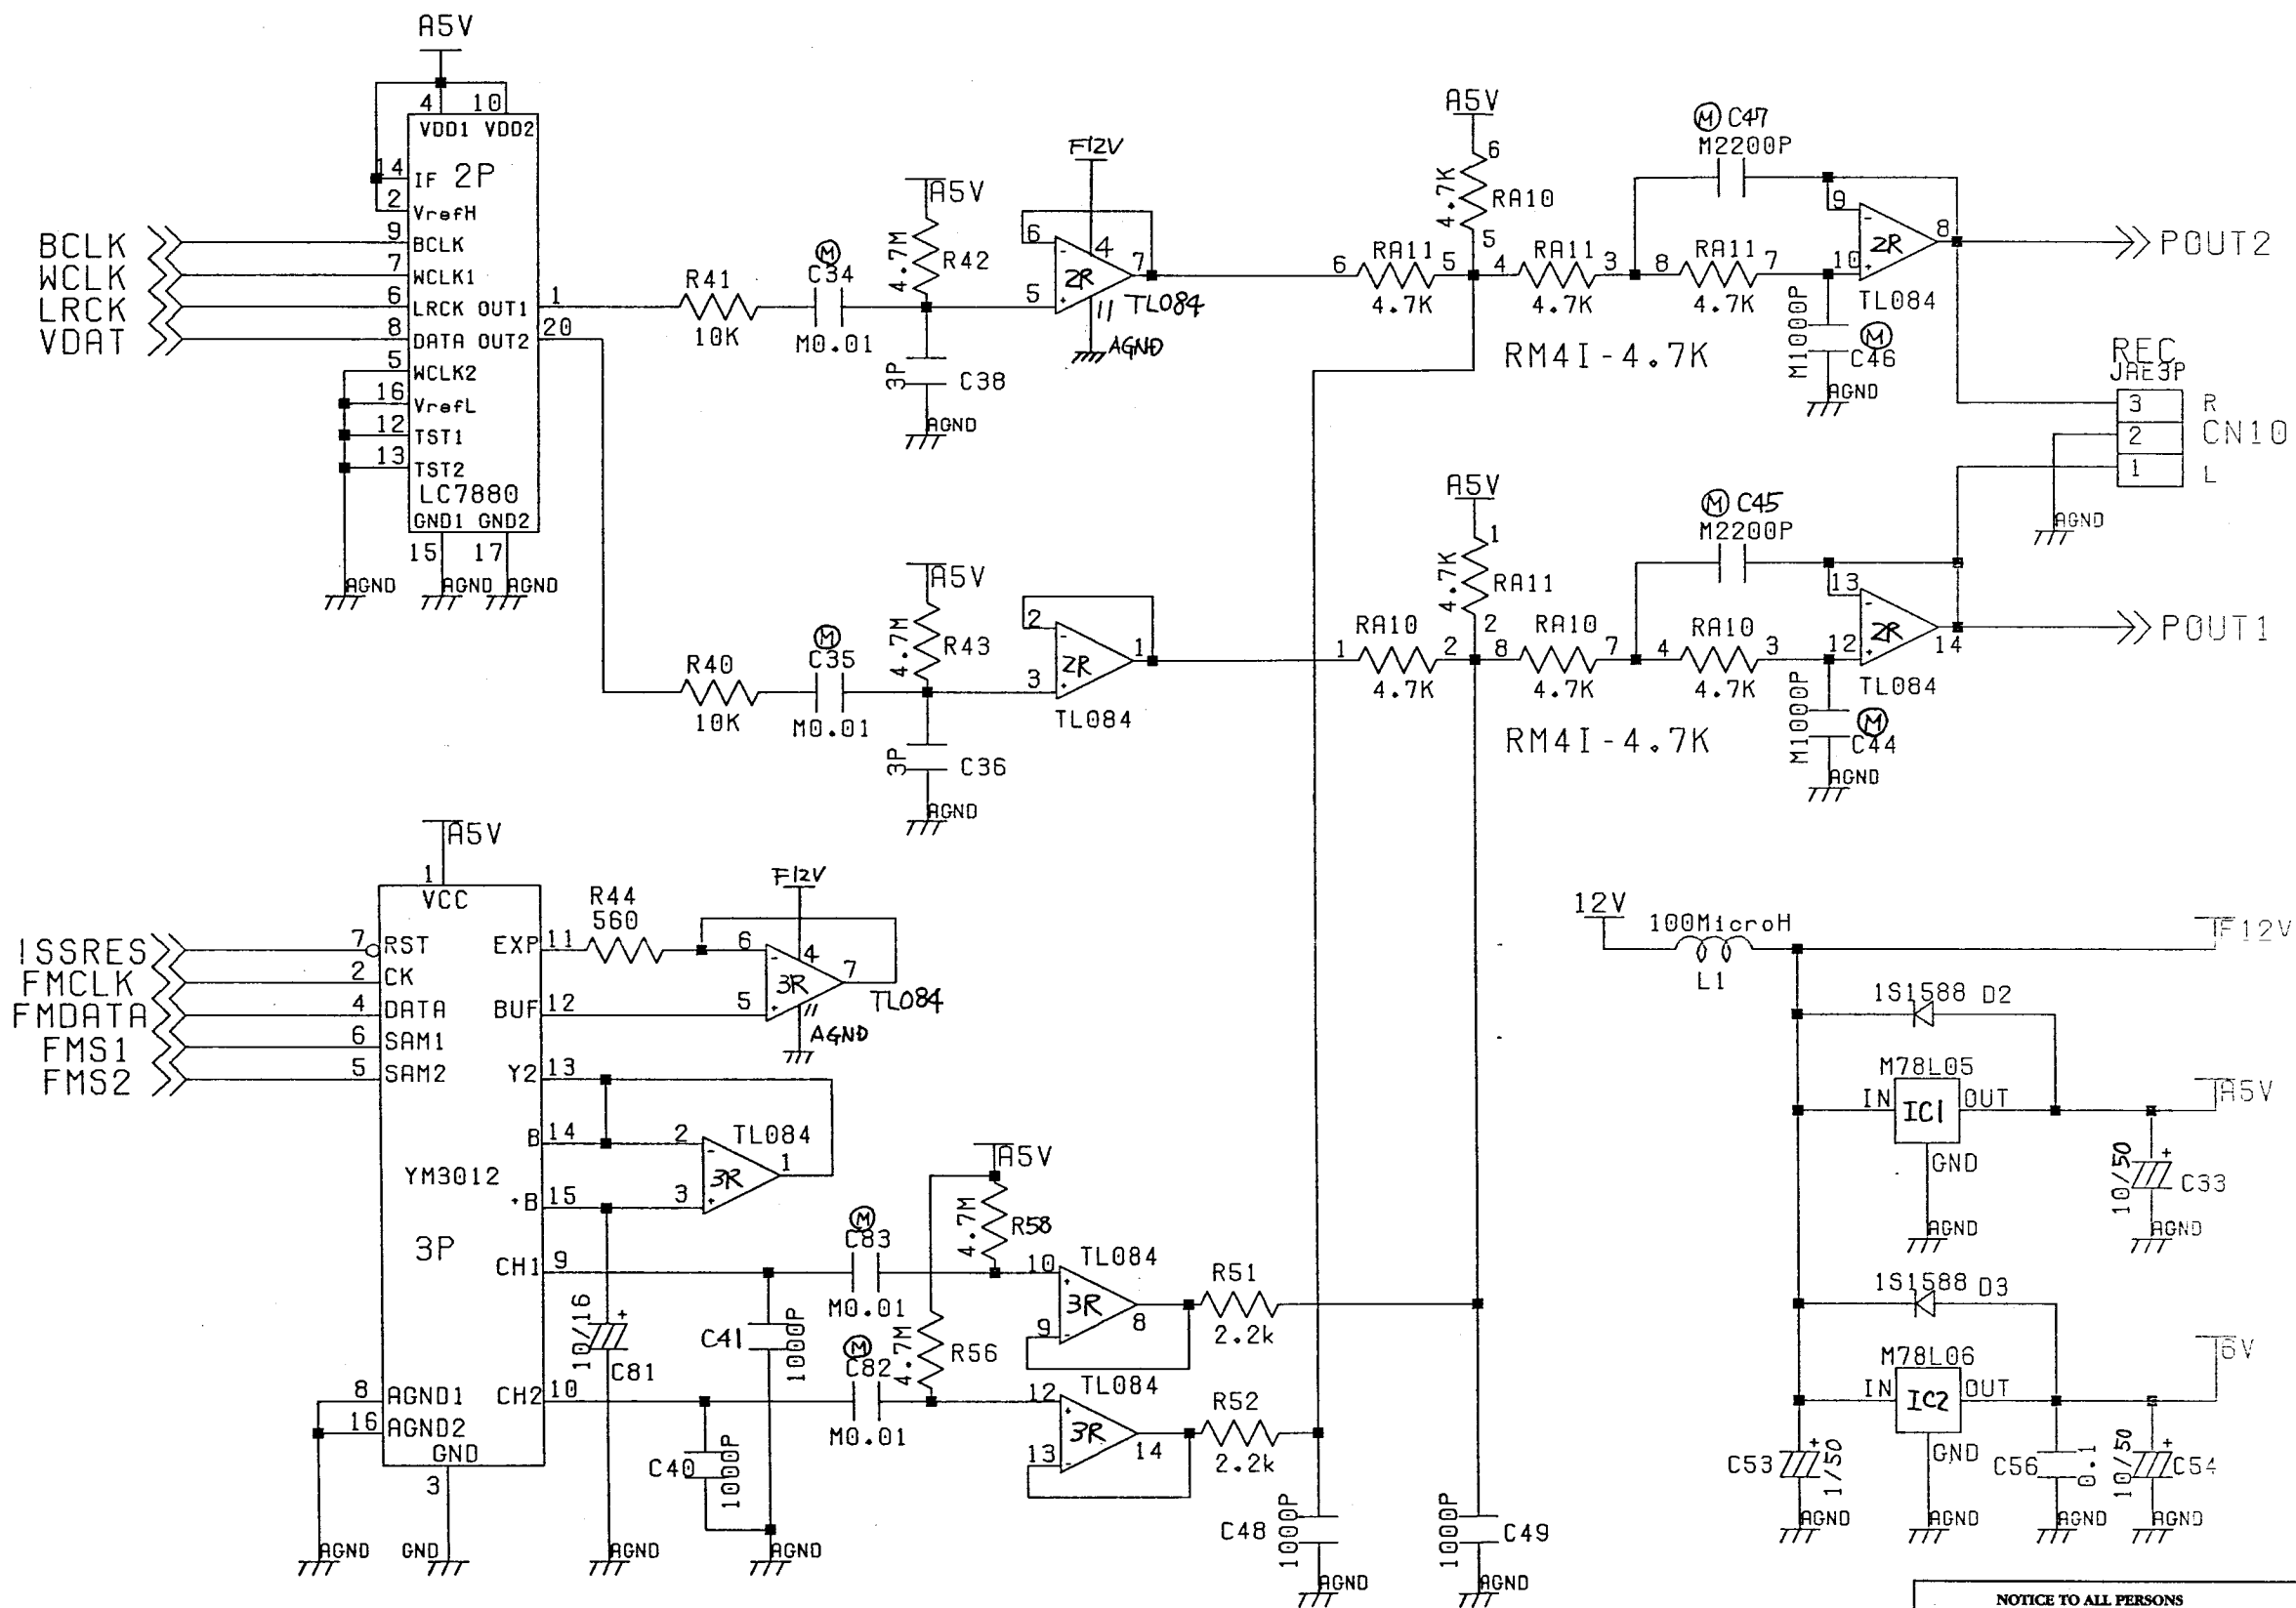 A5V
4 10
VDD1 VDD2
14 IF 2P
2 VrefH
BCLK 9 BCLK
WCLK 7 WCLK1
LRCK 6 LRCK OUT1 1
VDAT 8 DATA OUT2 20
5 WCLK2
16 VrefL
12 TST1
13 TST2
LC7880
GND1 GND2
15 17
AGND AGND AGND
R41
10K
M
C34
M0.01
A5V
4.7M
R42
3P C38
AGND
F12V
6
4
2R 7
5
11 TL084
AGND
A5V
6
4.7K
RA10
5
6 RA11 5
4.7K
4 RA11 3
4.7K
8 RA11 7
4.7K
RM4I-4.7K
M C47
M2200P
9
2R 8
10
TL084
M1000P
M
C46
AGND
POUT2
REC
JAE3P
3 R
2 CN10
1 L
AGND
R40
10K
M
C35
M0.01
A5V
4.7M
R43
3P C36
AGND
2
2R 1
3
TL084
A5V
1
4.7K
RA11
2
1 RA10 2
4.7K
8 RA10 7
4.7K
4 RA10 3
4.7K
RM4I-4.7K
M C45
M2200P
13
2R
12 14
TL084
M1000P
M
C44
AGND
POUT1
A5V
1
VCC
ISSRES 7 RST EXP 11
FMCLK 2 CK
FMDATA 4 DATA BUF 12
FMS1 6 SAM1
FMS2 5 SAM2 Y2 13
B 14
YM3012
+B 15
3P
CH1 9
8 AGND1 CH2 10
16 AGND2
GND
3
AGND GND
R44
560
F12V
6 4
3R 7
5 11 TL084
AGND
TL084
2
3R 1
3
10/16
C81
AGND
C41 1000P
C40 1000P
AGND
M
C83
M0.01
M
C82
M0.01
A5V
4.7M
R58
4.7M
R56
TL084
10
3R
9 8
TL084
12
3R
13 14
R51
2.2k
R52
2.2k
C48 1000P
AGND
1000P C49
AGND
12V
100MicroH
L1
F12V
1S1588 D2
M78L05
IN IC1 OUT
GND
AGND
A5V
10/50
C33
AGND
1S1588 D3
M78L06
IN IC2 OUT
GND
AGND
6V
C53 1/50
AGND
C56 0.1
AGND
10/50 C54
AGND
NOTICE TO ALL PERSONS